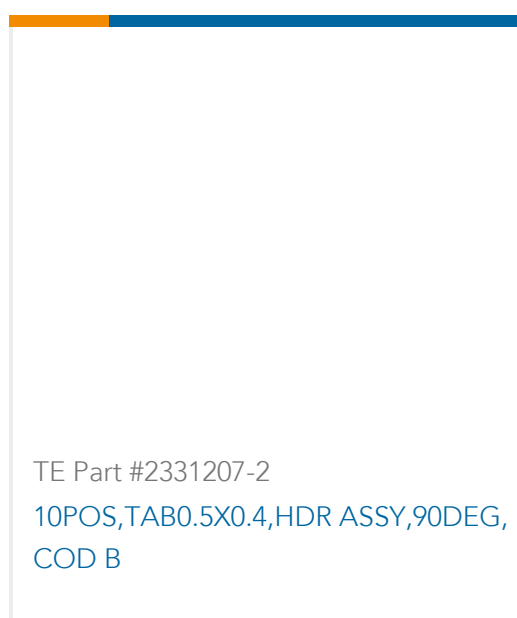 TE Part #2331207-2
10POS,TAB0.5X0.4,HDR ASSY,90DEG,
COD B